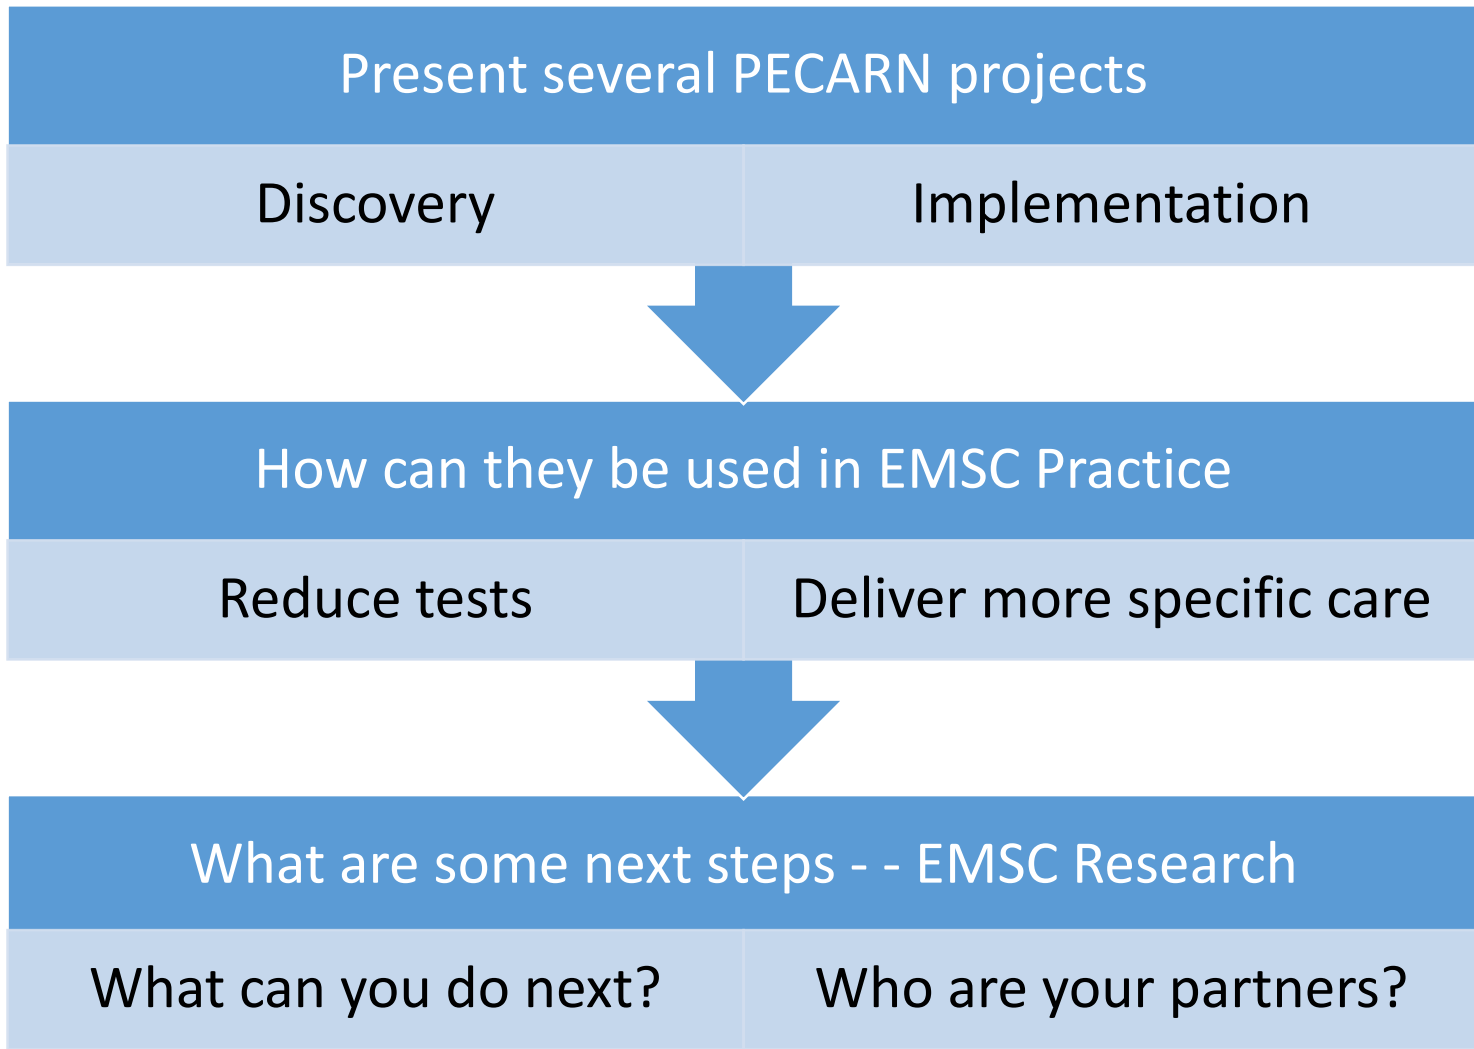 Present several PECARN projects
Discovery
Implementation
How can they be used in EMSC Practice
Reduce tests
Deliver more specific care
What are some next steps - - EMSC Research
What can you do next?
Who are your partners?